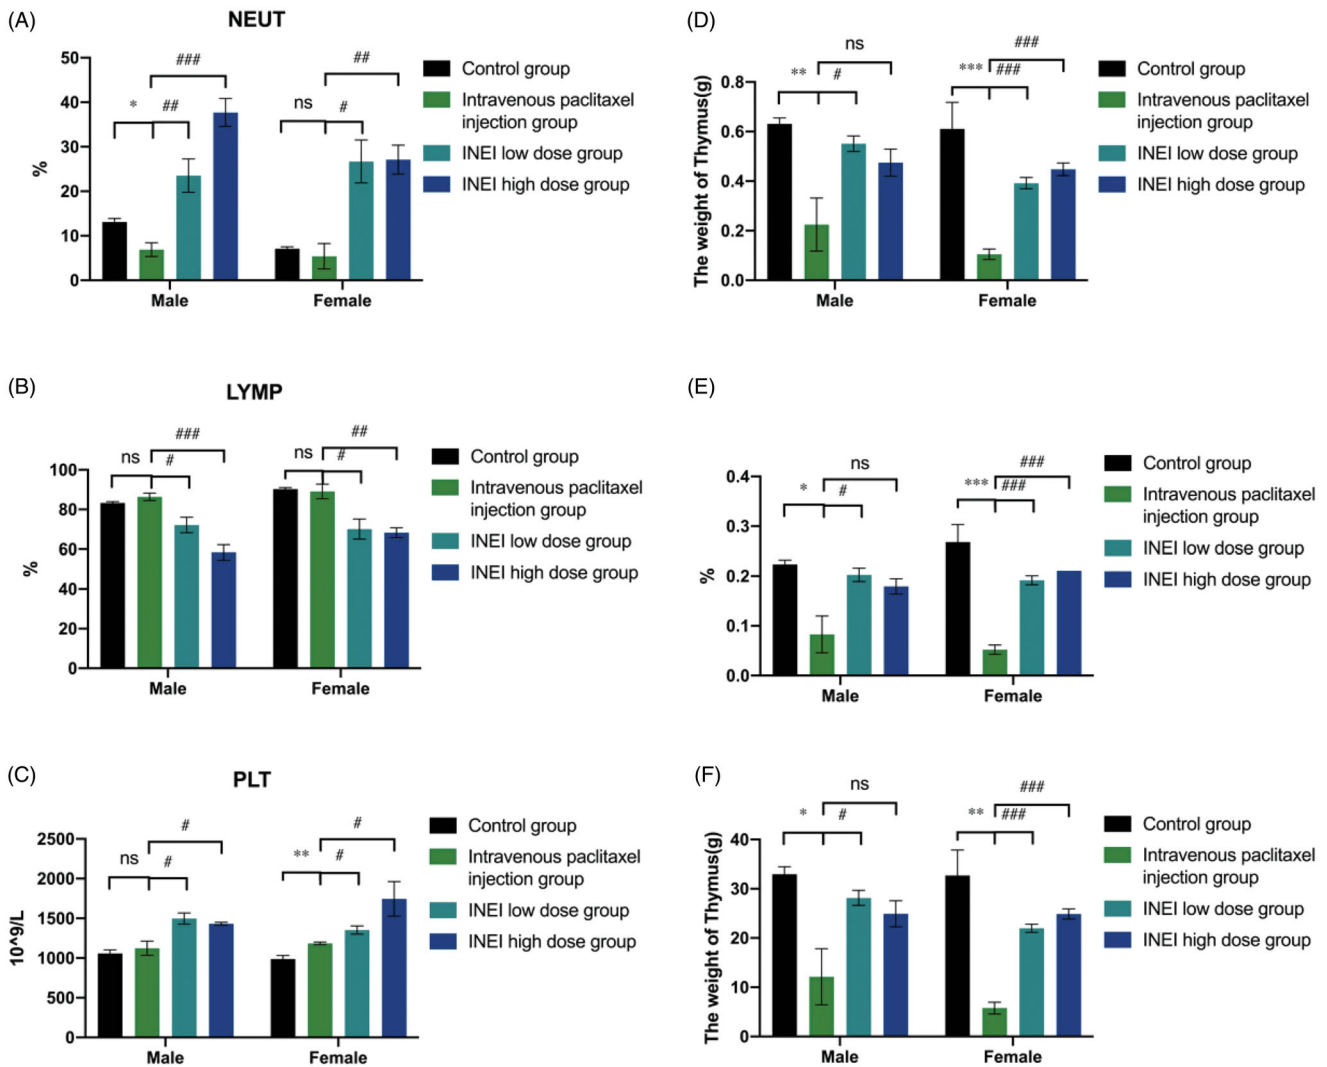 (A)
NEUT
50
40
30
20
10
0
%
* ## ###
ns # ##
Male
Female
Control group
Intravenous paclitaxel
injection group
INEI low dose group
INEI high dose group
(B)
LYMP
100
80
60
40
20
0
%
ns # ###
ns # ##
Male
Female
Control group
Intravenous paclitaxel
injection group
INEI low dose group
INEI high dose group
(C)
PLT
2500
2000
1500
1000
500
0
10^9/L
ns # #
** # #
Male
Female
Control group
Intravenous paclitaxel
injection group
INEI low dose group
INEI high dose group
(D)
0.8
0.6
0.4
0.2
0.0
The weight of Thymus(g)
** # ns
*** ### ###
Male
Female
Control group
Intravenous paclitaxel
injection group
INEI low dose group
INEI high dose group
(E)
0.4
0.3
0.2
0.1
0.0
%
* # ns
*** ### ###
Male
Female
Control group
Intravenous paclitaxel
injection group
INEI low dose group
INEI high dose group
(F)
40
30
20
10
0
The weight of Thymus(g)
* # ns
** ### ###
Male
Female
Control group
Intravenous paclitaxel
injection group
INEI low dose group
INEI high dose group